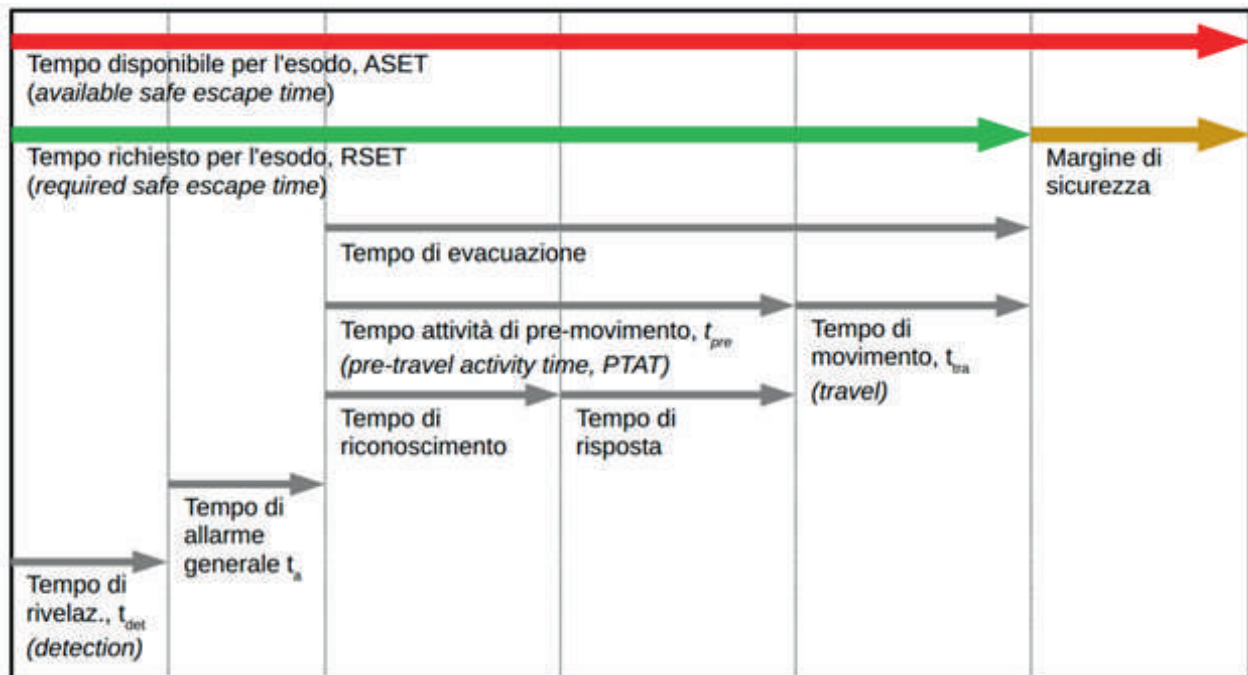 Tempo disponibile per l'esodo, ASET
(available safe escape time)
Tempo richiesto per l'esodo, RSET
(required safe escape time)
Margine di
sicurezza
Tempo di evacuazione
Tempo attività di pre-movimento, tpre
(pre-travel activity time, PTAT)
Tempo di
movimento, ttra
(travel)
Tempo di
riconoscimento
Tempo di
risposta
Tempo di
allarme
generale ta
Tempo di
rivelaz., tdet
(detection)